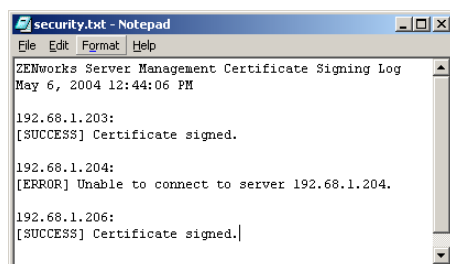 security.txt - Notepad
File Edit Format Help
ZENworks Server Management Certificate Signing Log
May 6, 2004 12:44:06 PM
192.68.1.203:
[SUCCESS] Certificate signed.
192.68.1.204:
[ERROR] Unable to connect to server 192.68.1.204.
192.68.1.206:
[SUCCESS] Certificate signed.